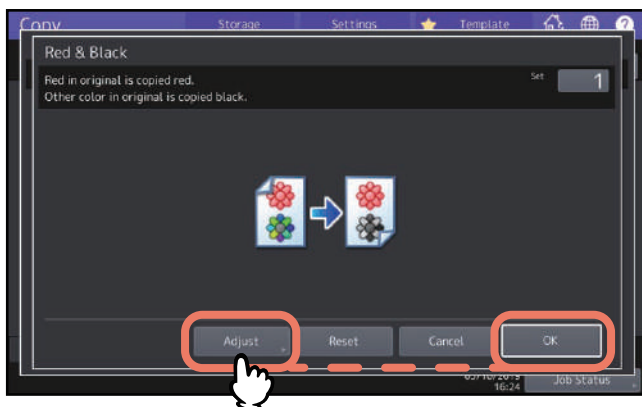 Copy Storage Settings Template
Red & Black
Red in original is copied red. Set 1
Other color in original is copied black.
Adjust Reset Cancel OK
16:24 Job Status